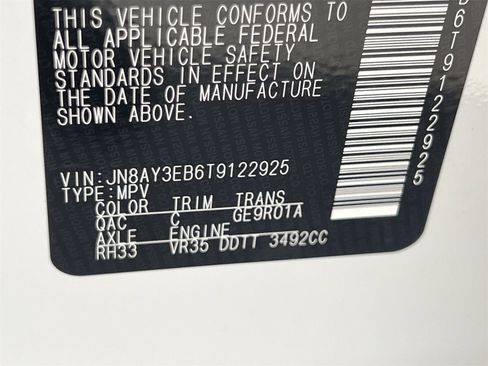 THIS VEHICLE CONFORMS TO
ALL APPLICABLE FEDERAL
MOTOR VEHICLE SAFETY
STANDARDS IN EFFECT ON
THE DATE OF MANUFACTURE
SHOWN ABOVE.
VIN:JN8AY3EB6T9122925
TYPE:MPV
COLOR TRIM TRANS
QAC C GE9R01A
AXLE ENGINE
RH33 VR35 DDTT 3492CC
B6T9122925